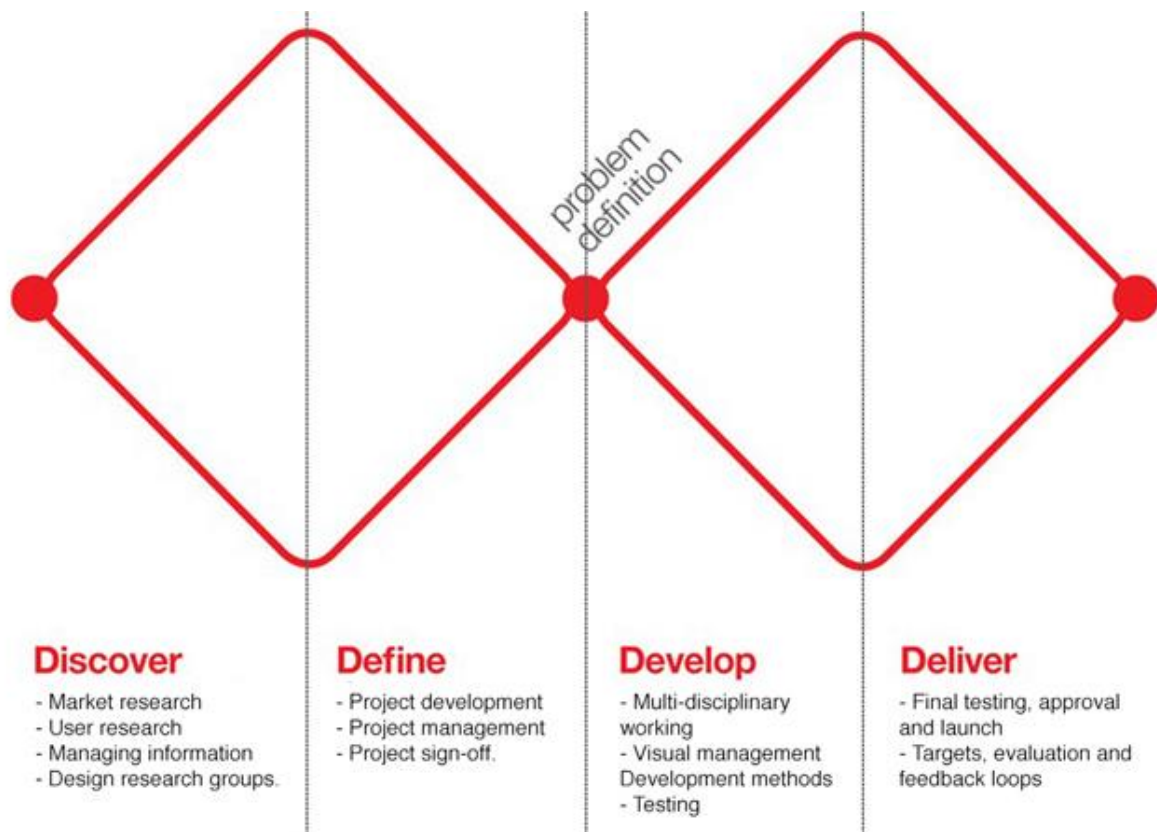 problem
definition
Discover
- Market research
- User research
- Managing information
- Design research groups.
Define
- Project development
- Project management
- Project sign-off.
Develop
- Multi-disciplinary
working
- Visual management
Development methods
- Testing
Deliver
- Final testing, approval
and launch
- Targets, evaluation and
feedback loops